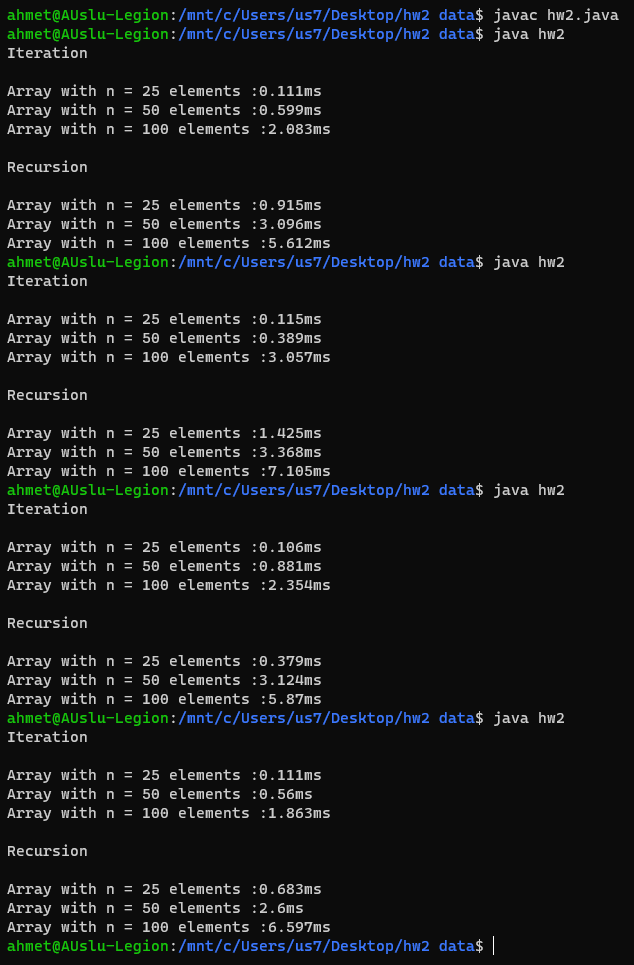 ahmet@AUslu-Legion:/mnt/c/Users/us7/Desktop/hw2 data$ javac hw2.java
ahmet@AUslu-Legion:/mnt/c/Users/us7/Desktop/hw2 data$ java hw2
Iteration
Array with n = 25 elements :0.111ms
Array with n = 50 elements :0.599ms
Array with n = 100 elements :2.083ms
Recursion
Array with n = 25 elements :0.915ms
Array with n = 50 elements :3.096ms
Array with n = 100 elements :5.612ms
ahmet@AUslu-Legion:/mnt/c/Users/us7/Desktop/hw2 data$ java hw2
Iteration
Array with n = 25 elements :0.115ms
Array with n = 50 elements :0.389ms
Array with n = 100 elements :3.057ms
Recursion
Array with n = 25 elements :1.425ms
Array with n = 50 elements :3.368ms
Array with n = 100 elements :7.105ms
ahmet@AUslu-Legion:/mnt/c/Users/us7/Desktop/hw2 data$ java hw2
Iteration
Array with n = 25 elements :0.106ms
Array with n = 50 elements :0.881ms
Array with n = 100 elements :2.354ms
Recursion
Array with n = 25 elements :0.379ms
Array with n = 50 elements :3.124ms
Array with n = 100 elements :5.87ms
ahmet@AUslu-Legion:/mnt/c/Users/us7/Desktop/hw2 data$ java hw2
Iteration
Array with n = 25 elements :0.111ms
Array with n = 50 elements :0.56ms
Array with n = 100 elements :1.863ms
Recursion
Array with n = 25 elements :0.683ms
Array with n = 50 elements :2.6ms
Array with n = 100 elements :6.597ms
ahmet@AUslu-Legion:/mnt/c/Users/us7/Desktop/hw2 data$